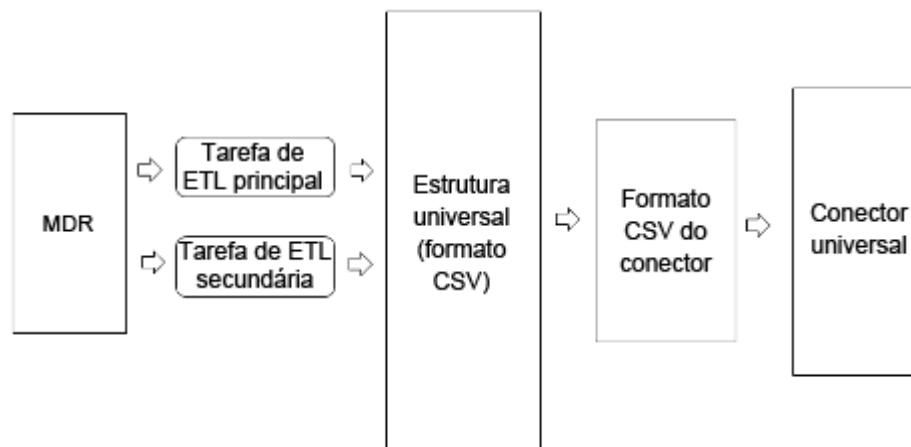 MDR
Tarefa de
ETL principal
Tarefa de ETL
secundária
Estrutura
universal
(formato
CSV)
Formato
CSV do
conector
Conector
universal